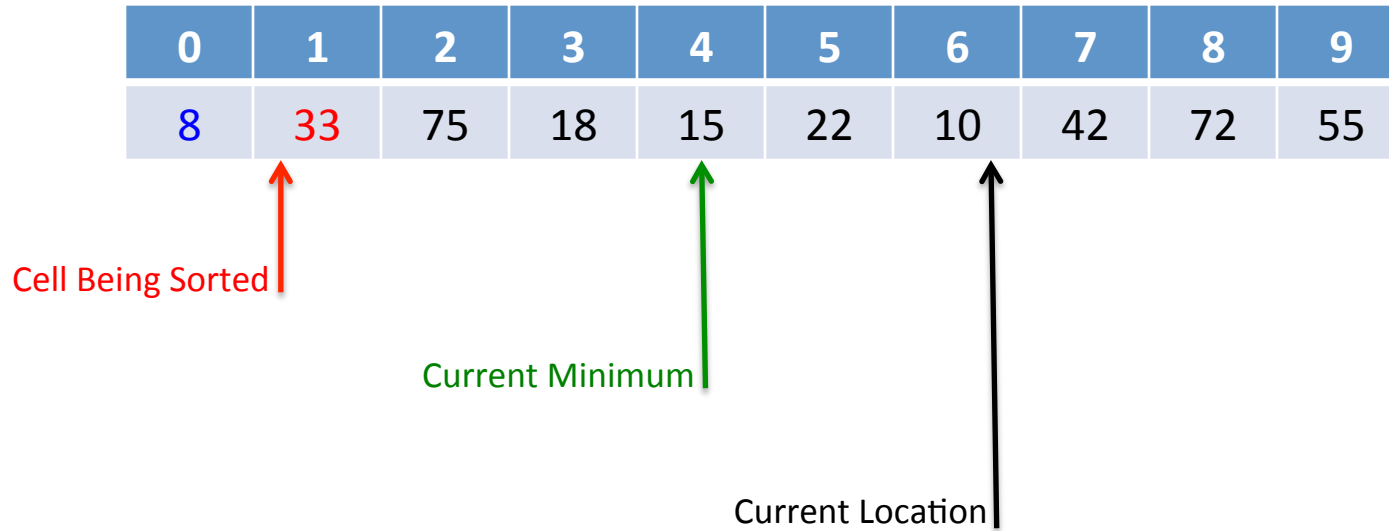 0 1 2 3 4 5 6 7 8 9
8 33 75 18 15 22 10 42 72 55
Cell Being Sorted
Current Minimum
Current Location